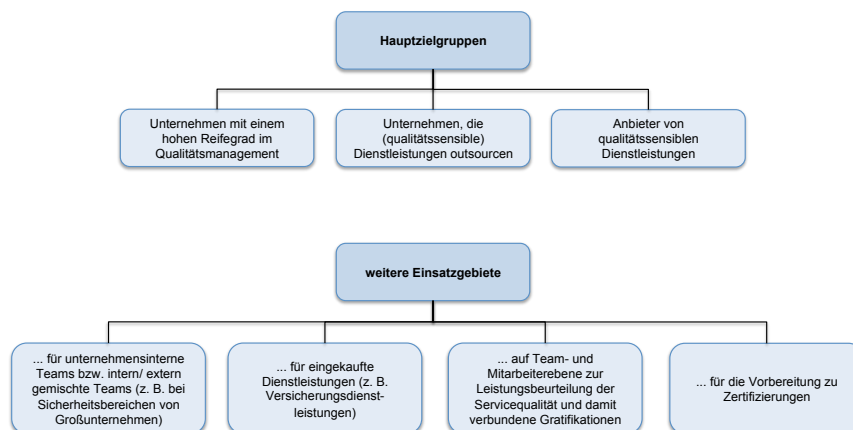 Hauptzielgruppen
Unternehmen mit einem
hohen Reifegrad im
Qualitätsmanagement
Unternehmen, die
(qualitätssensible)
Dienstleistungen outsourcen
Anbieter von
qualitätssensiblen
Dienstleistungen
weitere Einsatzgebiete
... für unternehmensinterne
Teams bzw. intern/ extern
gemischte Teams (z. B. bei
Sicherheitsbereichen von
Großunternehmen)
... für eingekaufte
Dienstleistungen (z. B.
Versicherungsdienst-
leistungen)
... auf Team- und
Mitarbeiterebene zur
Leistungsbeurteilung der
Servicequalität und damit
verbundene Gratifikationen
... für die Vorbereitung zu
Zertifizierungen